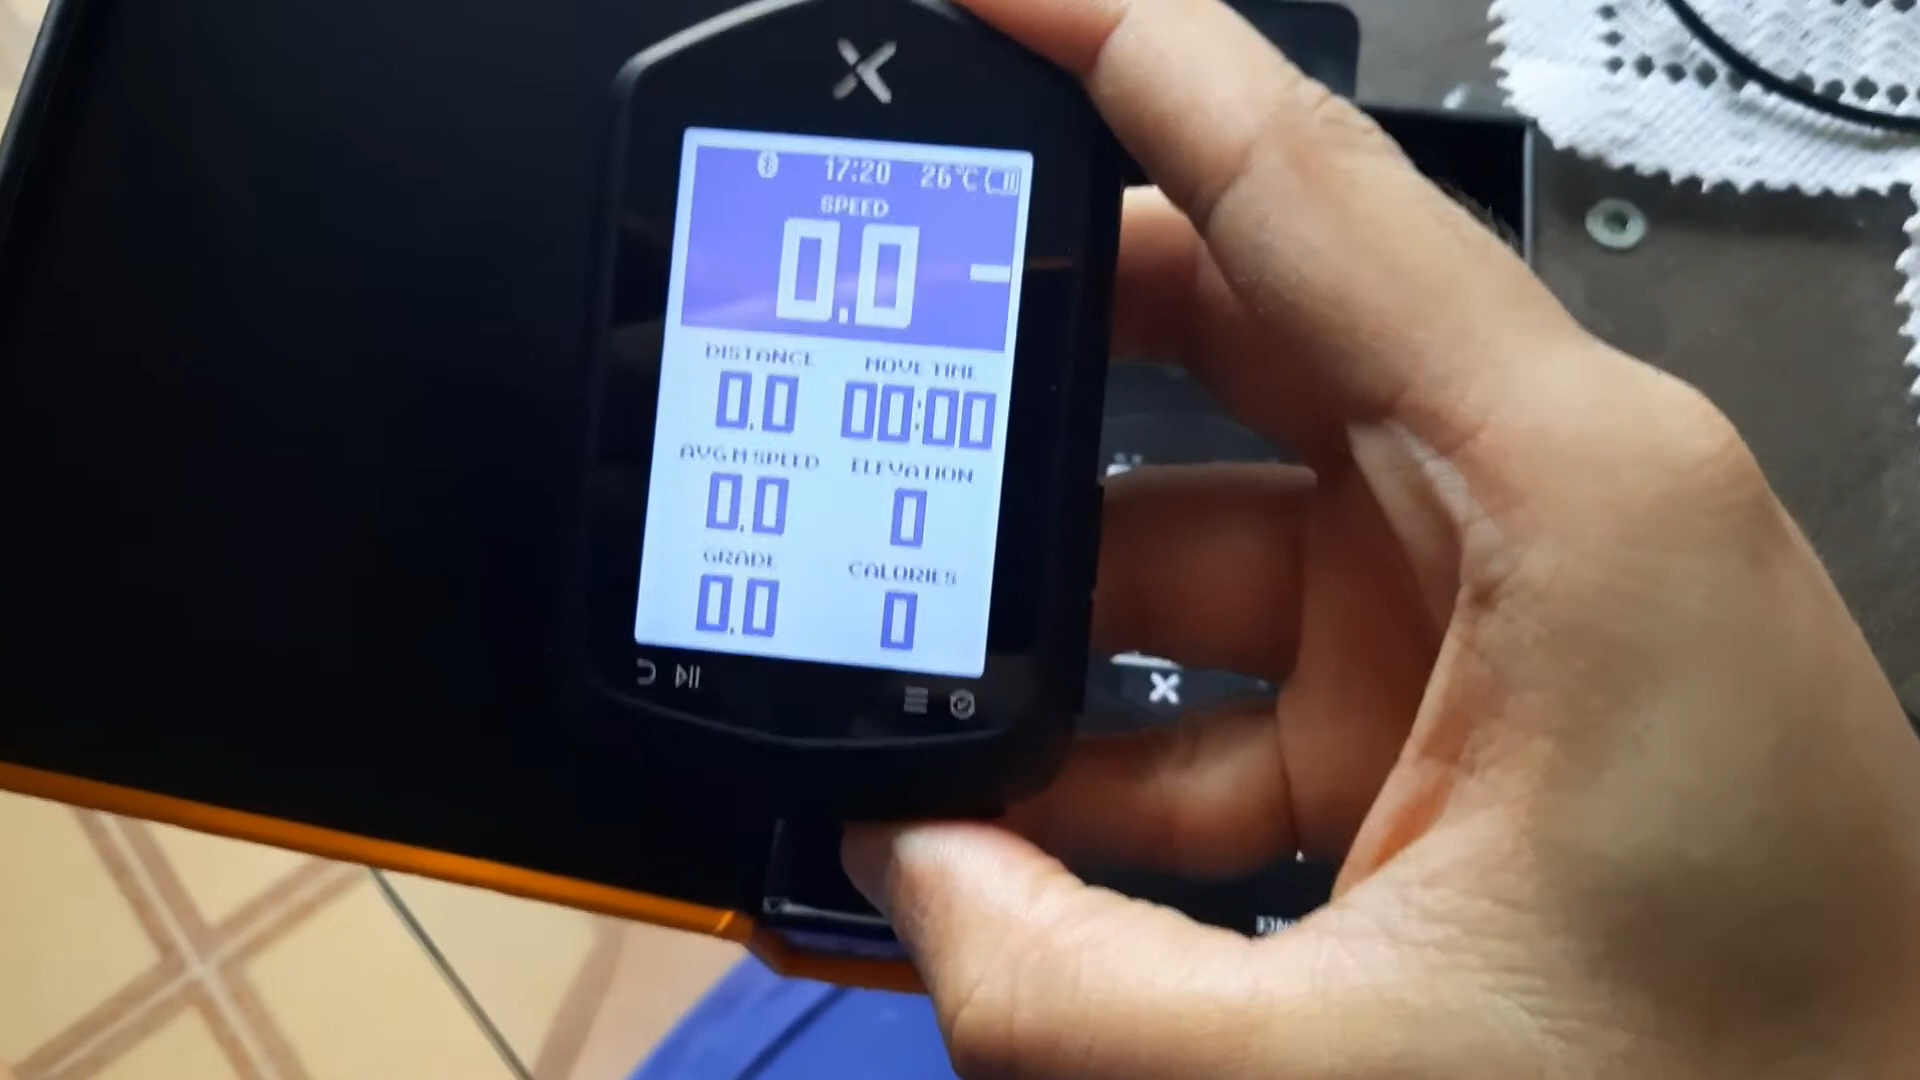 17:20 26°C
SPEED
0.0
DISTANCE MOVE TIME
0.0 00:00
AVG M SPEED ELEVATION
0.0 0
GRADE CALORIES
0.0 0